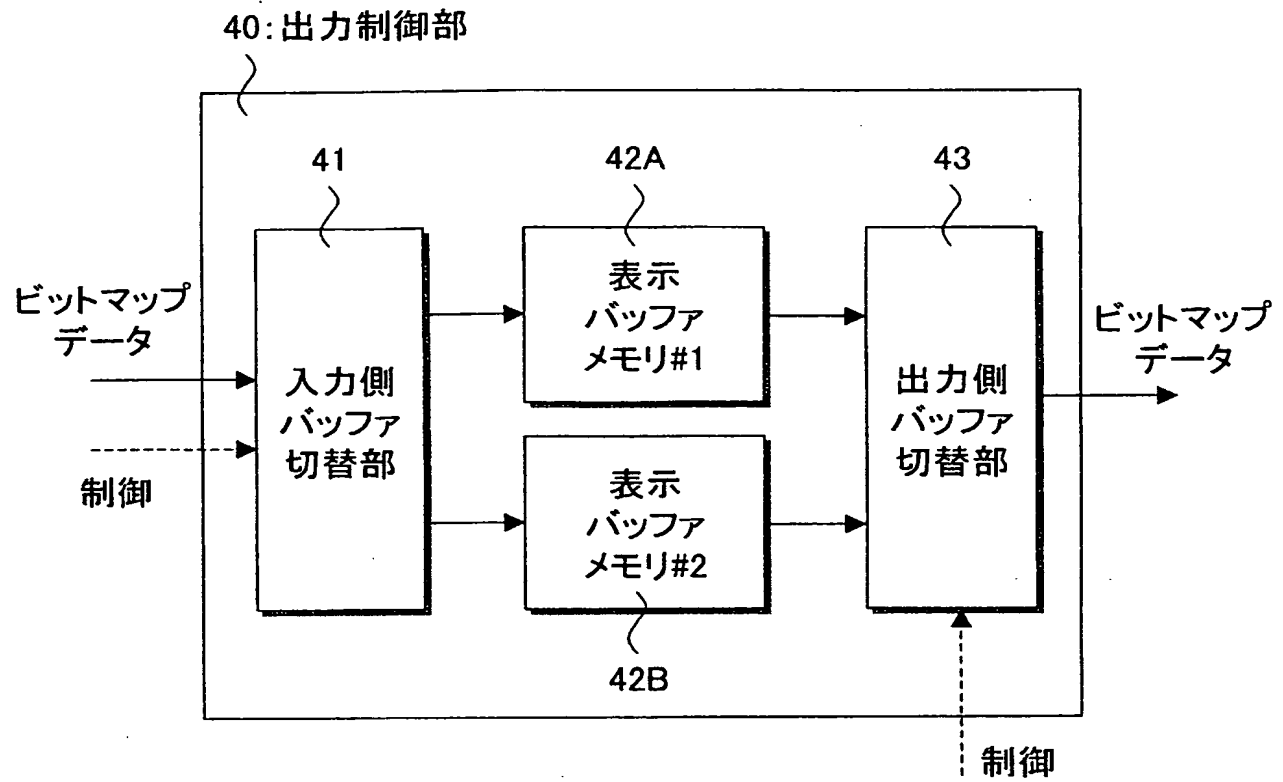 40:出力制御部
41
42A
43
表示
バッファ
メモリ#1
ビットマップ
データ
入力側
バッファ
切替部
制御
出力側
バッファ
切替部
ビットマップ
データ
表示
バッファ
メモリ#2
42B
制御